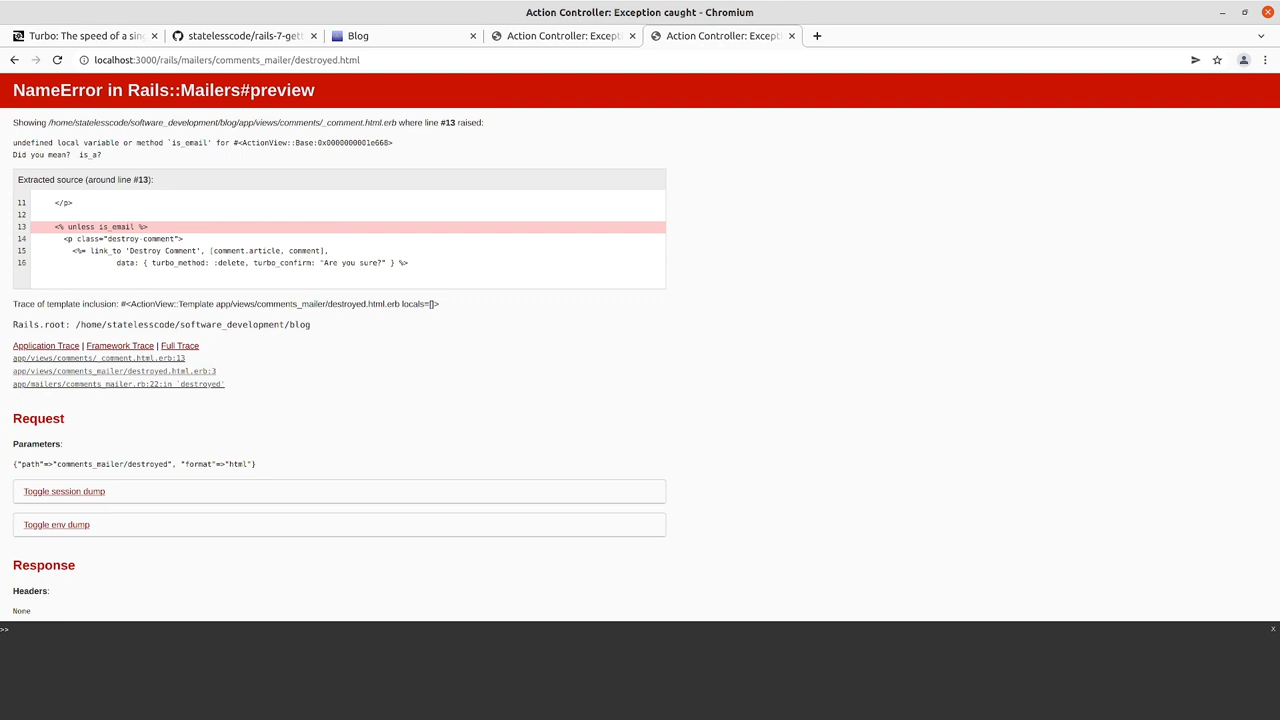 Action Controller: Exception caught - Chromium
Turbo: The speed of a sin
statelesscode/rails-7-gett
Blog
Action Controller: Except
Action Controller: Except
localhost:3000/rails/mailers/comments_mailer/destroyed.html
NameError in Rails::Mailers#preview
Showing /home/statelesscode/software_development/blog/app/views/comments/_comment.html.erb where line #13 raised:
undefined local variable or method `is_email' for #<ActionView::Base:0x0000000001e668>
Did you mean?  is_a?
Extracted source (around line #13):
11 </p>
12
13 <% unless is_email %>
14 <p class="destroy-comment">
15 <%= link_to 'Destroy Comment', [comment.article, comment],
16 data: { turbo_method: :delete, turbo_confirm: "Are you sure?" } %>
Trace of template inclusion: #<ActionView::Template app/views/comments_mailer/destroyed.html.erb locals=[]>
Rails.root: /home/statelesscode/software_development/blog
Application Trace | Framework Trace | Full Trace
app/views/comments/_comment.html.erb:13
app/views/comments_mailer/destroyed.html.erb:3
app/mailers/comments_mailer.rb:22:in `destroyed'
Request
Parameters:
{"path"=>"comments_mailer/destroyed", "format"=>"html"}
Toggle session dump
Toggle env dump
Response
Headers:
None
>>
x